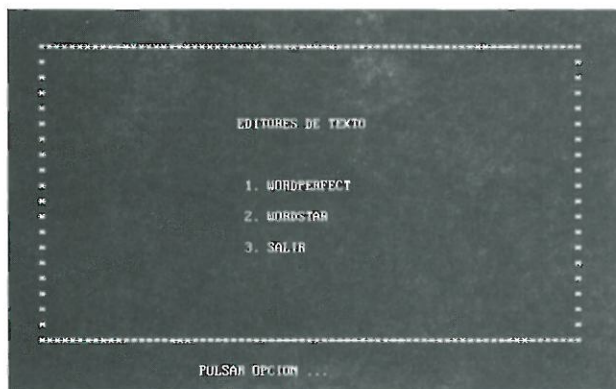 EDITORES DE TEXTO
1. WORDPERFECT
2. WORDSTAR
3. SALIR
PULSAR OPCION ...